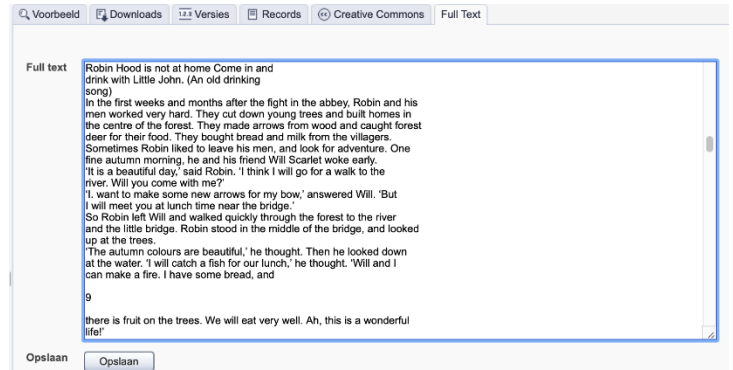 Voorbeeld Downloads 1.2.3 Versies Records cc Creative Commons Full Text
Full text
Robin Hood is not at home Come in and
drink with Little John. (An old drinking
song)
In the first weeks and months after the fight in the abbey, Robin and his
men worked very hard. They cut down young trees and built homes in
the centre of the forest. They made arrows from wood and caught forest
deer for their food. They bought bread and milk from the villagers.
Sometimes Robin liked to leave his men, and look for adventure. One
fine autumn morning, he and his friend Will Scarlet woke early.
'It is a beautiful day,' said Robin. 'I think I will go for a walk to the
river. Will you come with me?'
'I. want to make some new arrows for my bow,' answered Will. 'But
I will meet you at lunch time near the bridge.'
So Robin left Will and walked quickly through the forest to the river
and the little bridge. Robin stood in the middle of the bridge, and looked
up at the trees.
'The autumn colours are beautiful,' he thought. Then he looked down
at the water. 'I will catch a fish for our lunch,' he thought. 'Will and I
can make a fire. I have some bread, and
9
there is fruit on the trees. We will eat very well. Ah, this is a wonderful
life!'
Opslaan Opslaan